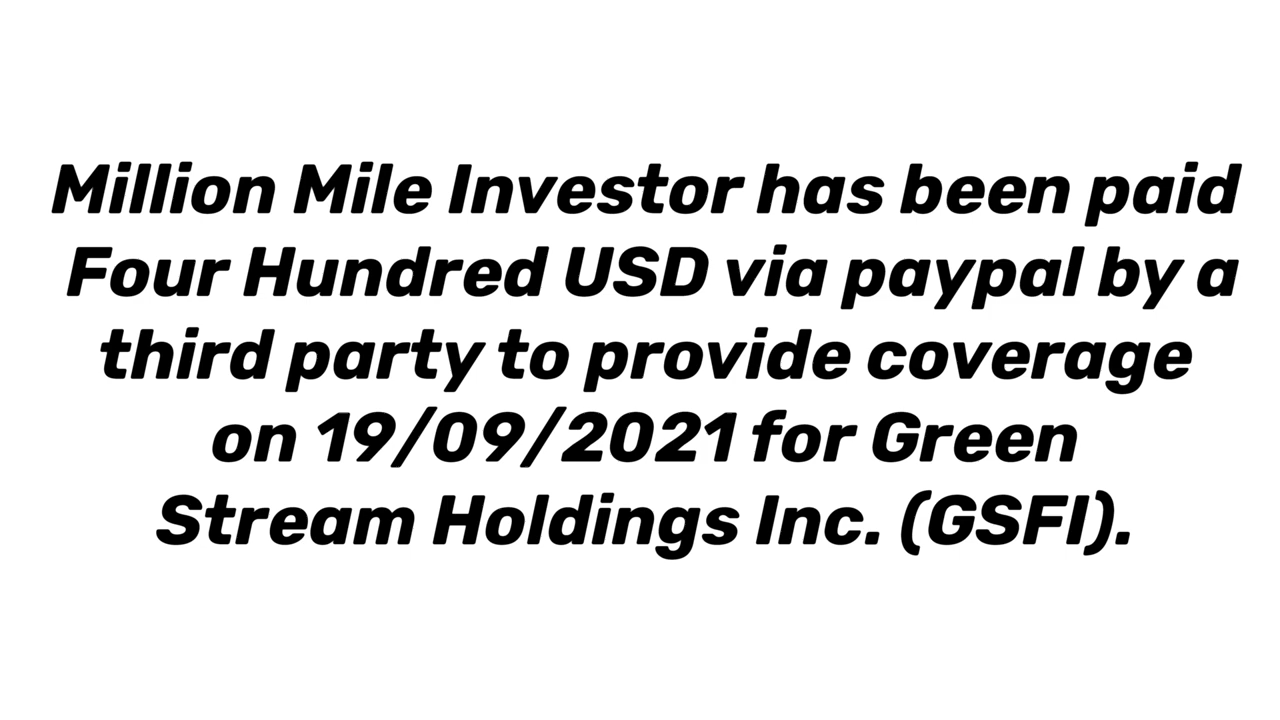 Million Mile Investor has been paid
Four Hundred USD via paypal by a
third party to provide coverage
on 19/09/2021 for Green
Stream Holdings Inc. (GSFI).